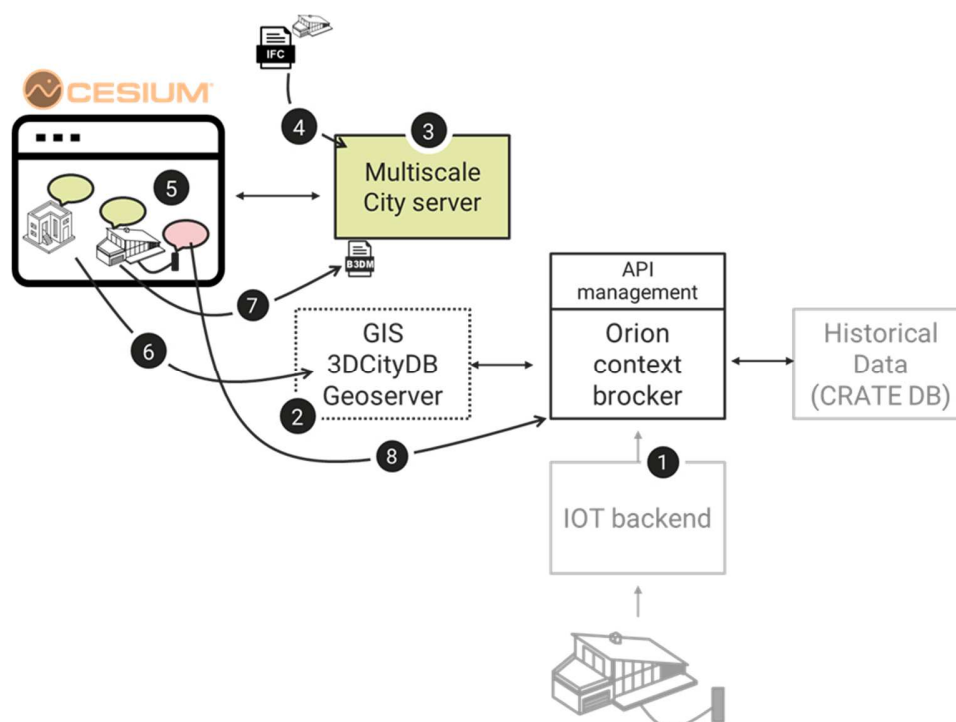 IFC
CESIUM
4
3
Multiscale
City server
5
B3DM
7
API
management
6
GIS
3DCityDB
Geoserver
Orion
context
brocker
Historical
Data
(CRATE DB)
2
8
1
IOT backend